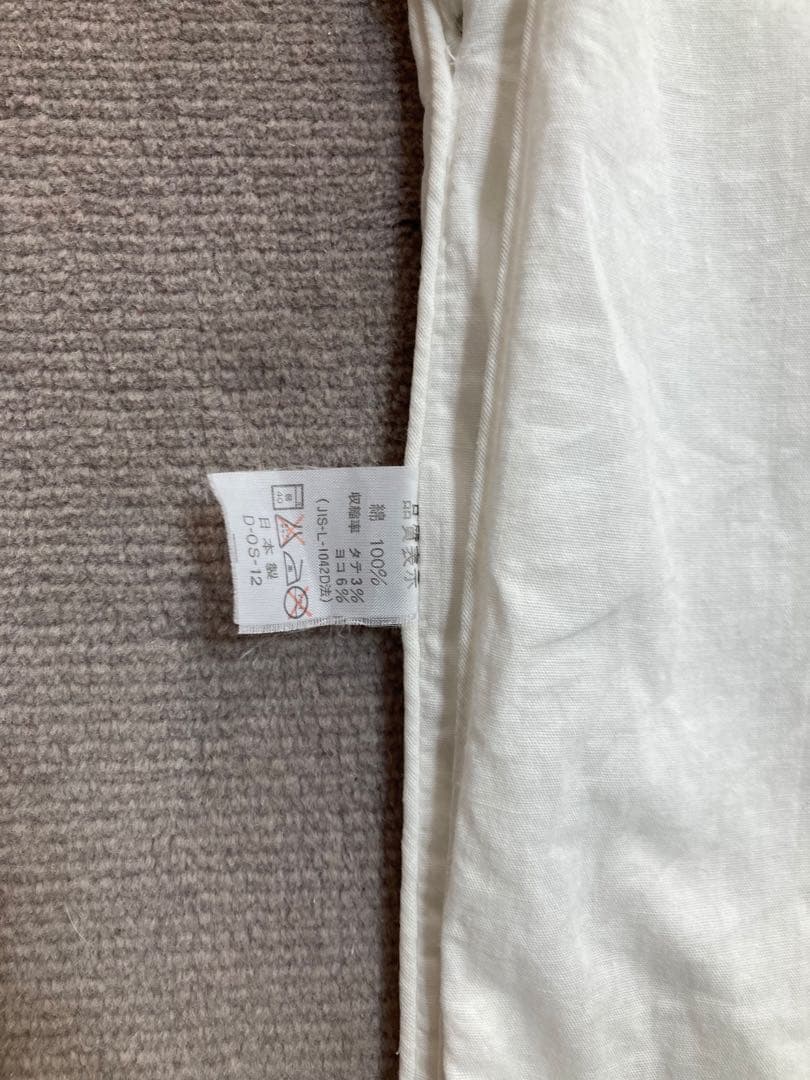 品質表示
綿 100%
収縮率 タテ3%
ヨコ6%
(JIS-L-1042D法)
40
日本製
D-OS-12